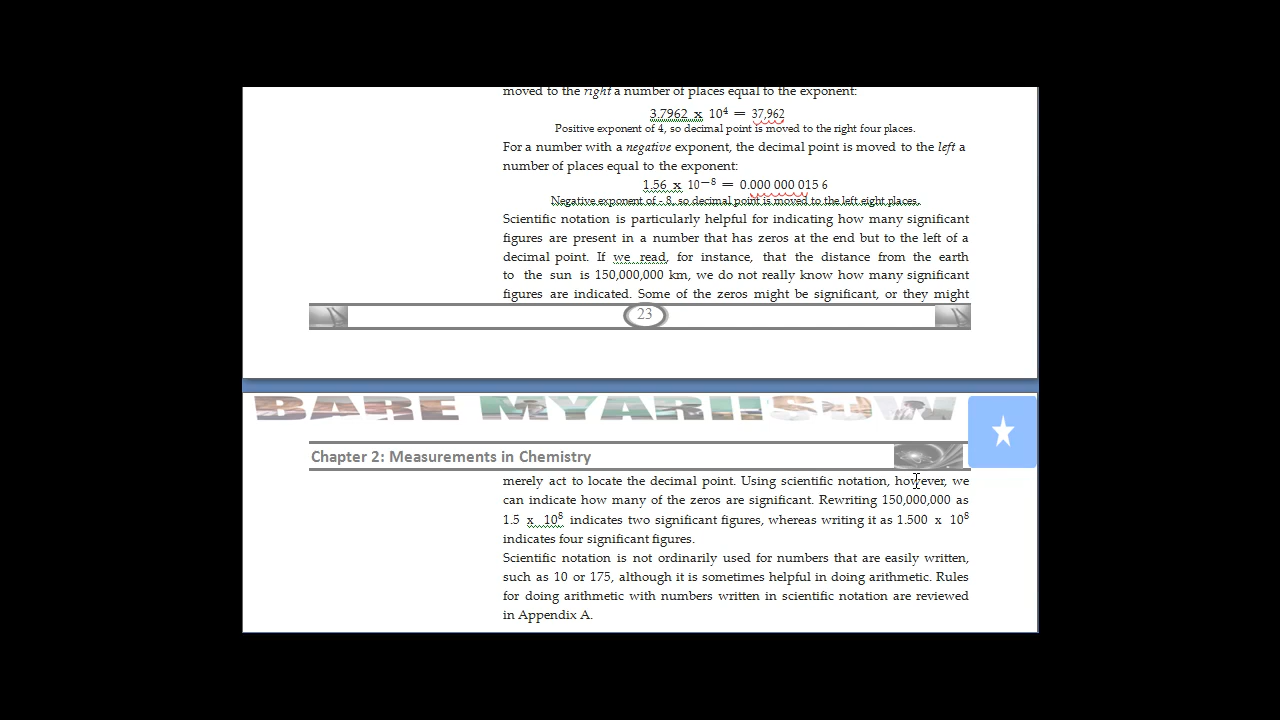 moved to the right a number of places equal to the exponent:
3.7962 x 10⁴ = 37,962
Positive exponent of 4, so decimal point is moved to the right four places.
For a number with a negative exponent, the decimal point is moved to the left a
number of places equal to the exponent:
1.56 x 10⁻⁸ = 0.000 000 015 6
Negative exponent of - 8, so decimal point is moved to the left eight places.
Scientific notation is particularly helpful for indicating how many significant
figures are present in a number that has zeros at the end but to the left of a
decimal point. If we read, for instance, that the distance from the earth
to the sun is 150,000,000 km, we do not really know how many significant
figures are indicated. Some of the zeros might be significant, or they might
23
BARE MYARIISOW
Chapter 2: Measurements in Chemistry
merely act to locate the decimal point. Using scientific notation, however, we
can indicate how many of the zeros are significant. Rewriting 150,000,000 as
1.5 x 10⁸ indicates two significant figures, whereas writing it as 1.500 x 10⁸
indicates four significant figures.
Scientific notation is not ordinarily used for numbers that are easily written,
such as 10 or 175, although it is sometimes helpful in doing arithmetic. Rules
for doing arithmetic with numbers written in scientific notation are reviewed
in Appendix A.